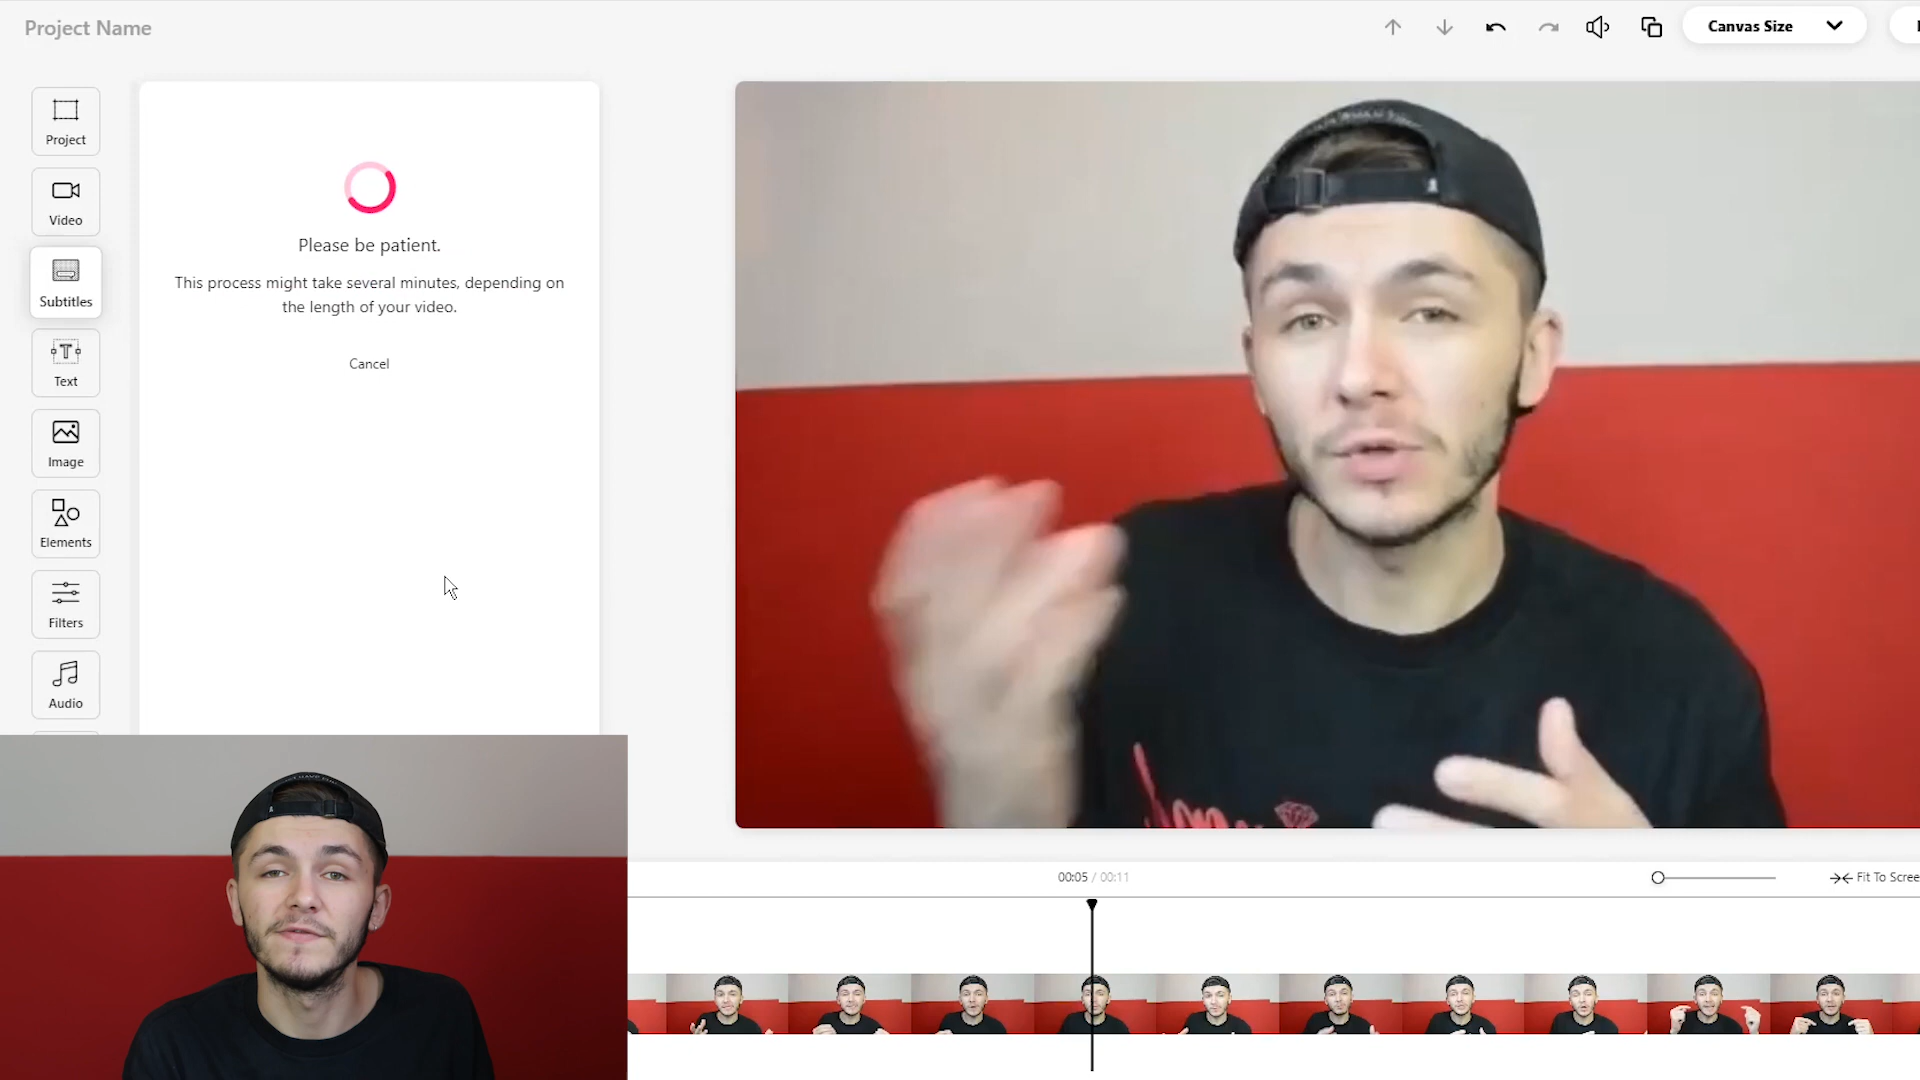 Project Name
Canvas Size
Project
Video
Subtitles
Text
Image
Elements
Filters
Audio
Please be patient.
This process might take several minutes, depending on
the length of your video.
Cancel
00:05 / 00:11
Fit To Scree